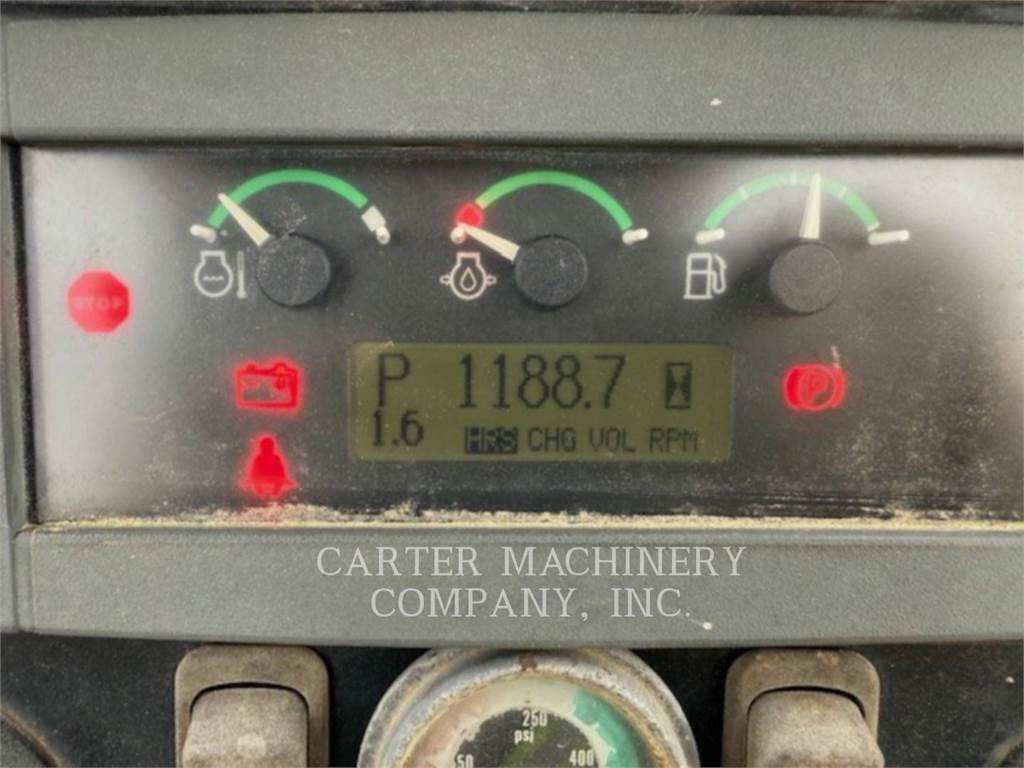 STOP
P 1188.7
1.6 HRS CHG VOL RPM
P
CARTER MACHINERY
COMPANY, INC.
250
psi
50 400